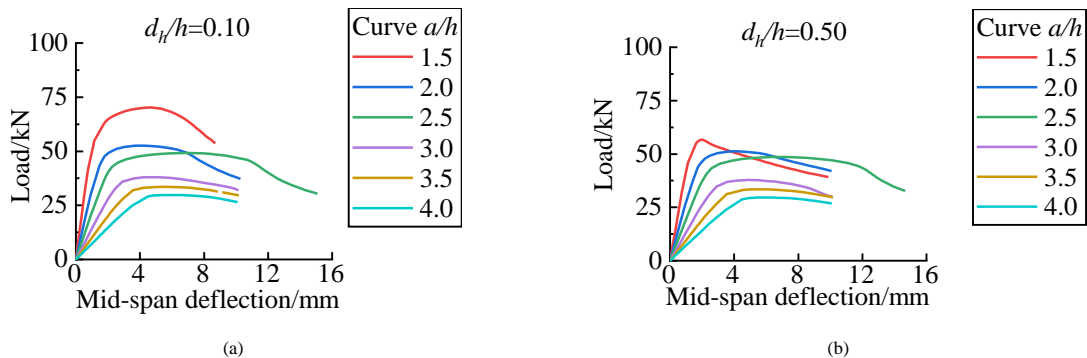 d_h/h=0.10
Load/kN
100
75
50
25
0
0 4 8 12 16
Mid-span deflection/mm
Curve a/h
1.5
2.0
2.5
3.0
3.5
4.0
(a)
d_h/h=0.50
Load/kN
100
75
50
25
0
0 4 8 12 16
Mid-span deflection/mm
Curve a/h
1.5
2.0
2.5
3.0
3.5
4.0
(b)